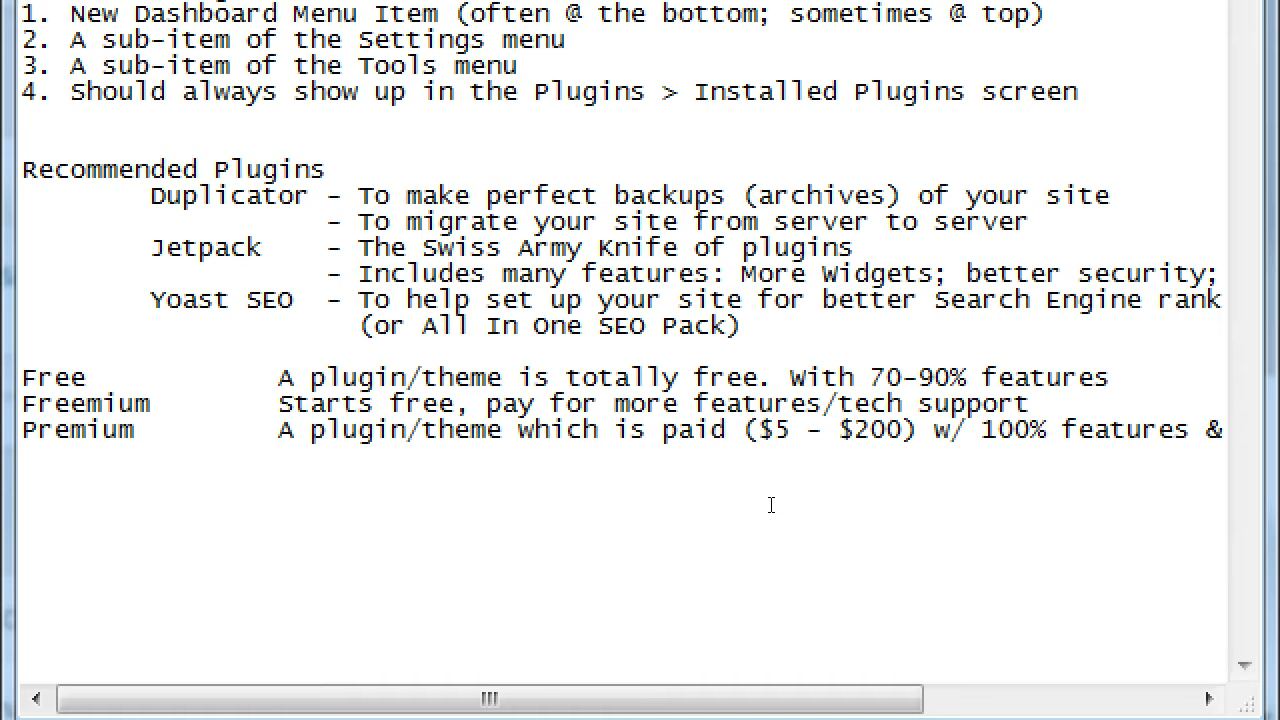 1. New Dashboard Menu Item (often @ the bottom; sometimes @ top)
2. A sub-item of the Settings menu
3. A sub-item of the Tools menu
4. Should always show up in the Plugins > Installed Plugins screen
Recommended Plugins
Duplicator – To make perfect backups (archives) of your site
– To migrate your site from server to server
Jetpack – The Swiss Army Knife of plugins
– Includes many features: More Widgets; better security;
Yoast SEO – To help set up your site for better Search Engine rank
(or All In One SEO Pack)
Free A plugin/theme is totally free. With 70-90% features
Freemium Starts free, pay for more features/tech support
Premium A plugin/theme which is paid ($5 – $200) w/ 100% features &